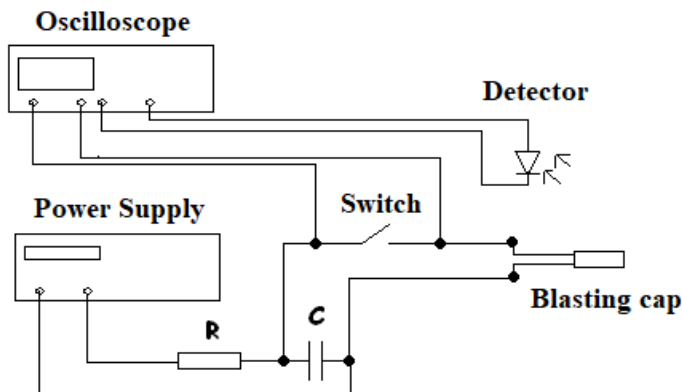 Oscilloscope
Detector
Power Supply
Switch
Blasting cap
R
C